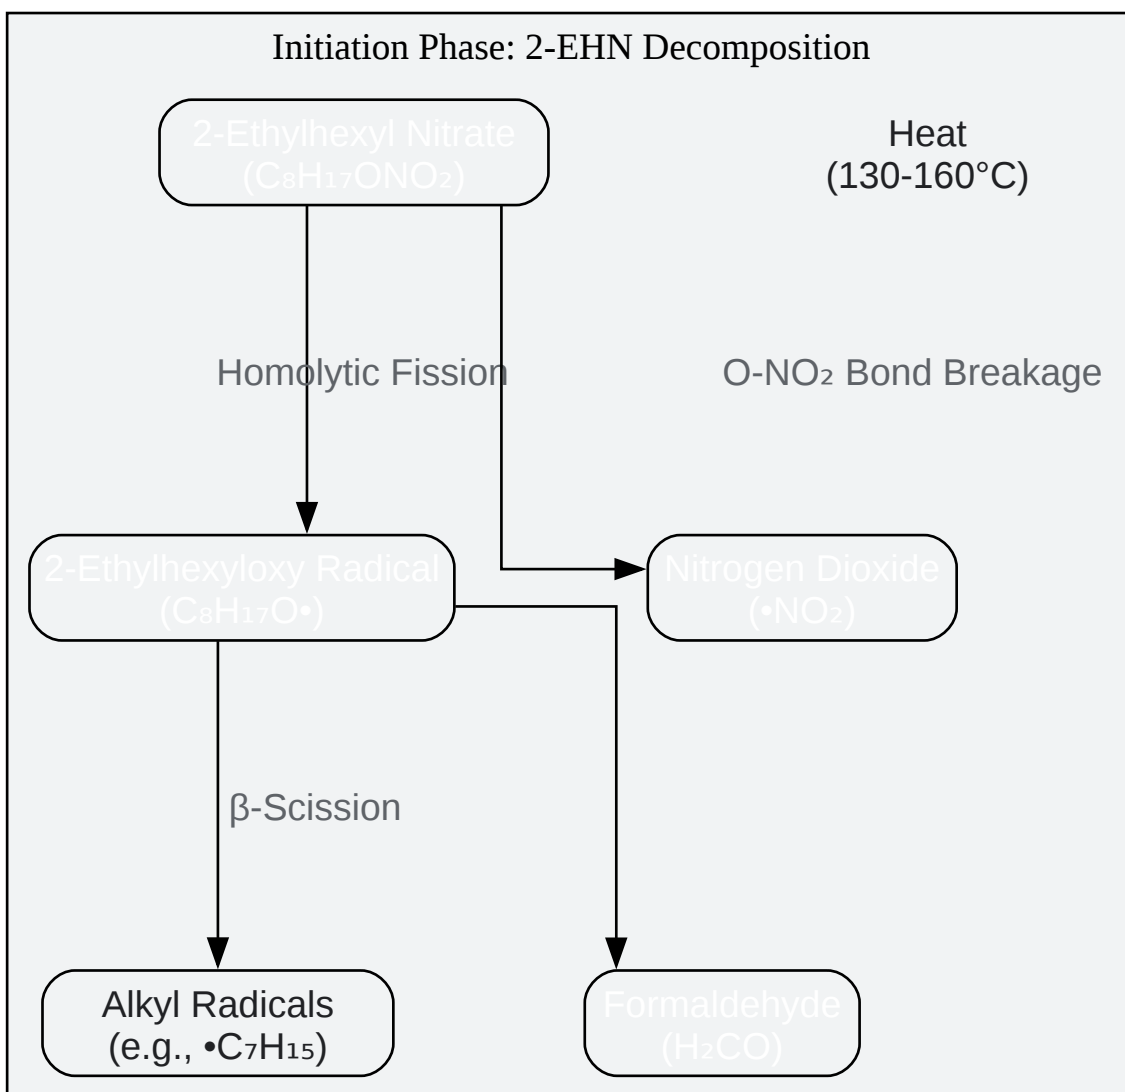 Initiation Phase: 2-EHN Decomposition
2-Ethylhexyl Nitrate
(C₈H₁₇ONO₂)
Heat
(130-160°C)
Homolytic Fission
O-NO₂ Bond Breakage
2-Ethylhexyloxy Radical
(C₈H₁₇O•)
Nitrogen Dioxide
(•NO₂)
β-Scission
Alkyl Radicals
(e.g., •C₇H₁₅)
Formaldehyde
(H₂CO)